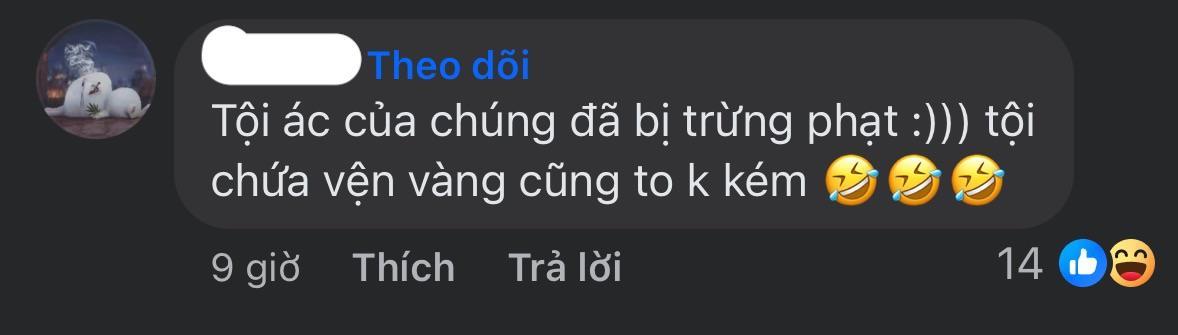 Theo dõi
Tội ác của chúng đã bị trừng phạt :))) tội
chứa vện vàng cũng to k kém 🤣🤣🤣
9 giờ Thích Trả lời 14